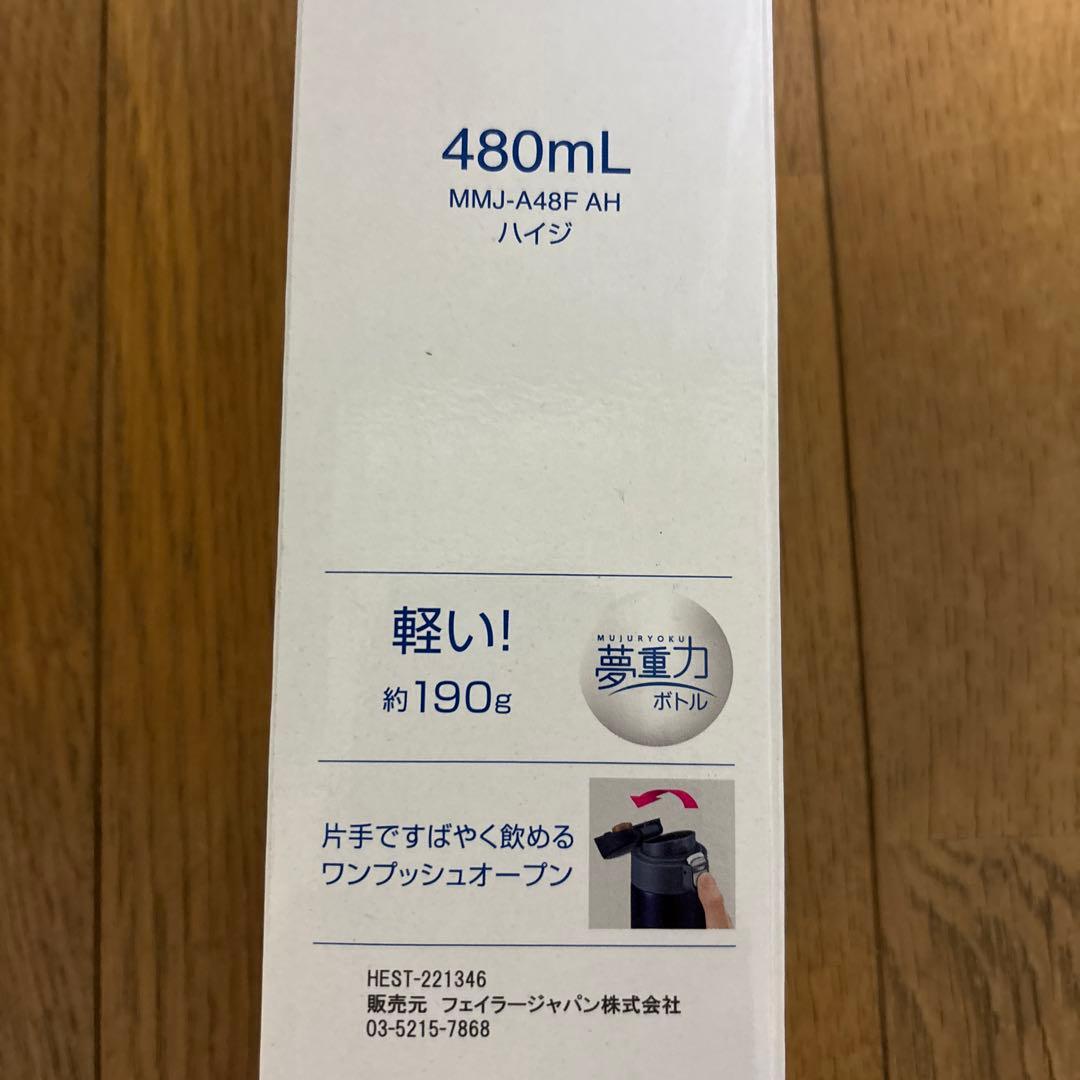 480mL
MMJ-A48F AH
ハイジ
軽い!
約190g
MUJURYOKU
夢重力
ボトル
片手ですばやく飲める
ワンプッシュオープン
HEST-221346
販売元 フェイラージャパン株式会社
03-5215-7868